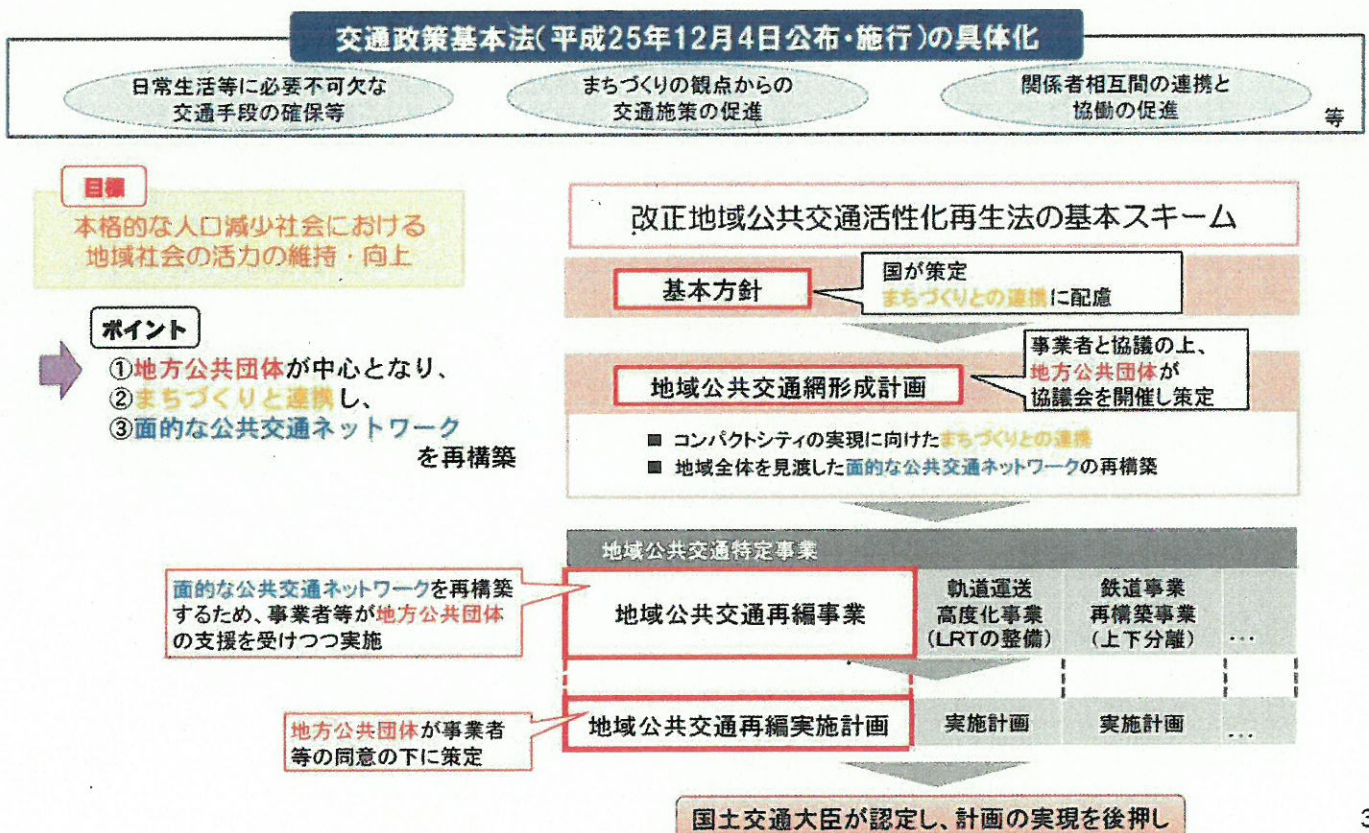 交通政策基本法(平成25年12月4日公布・施行)の具体化
日常生活等に必要不可欠な
交通手段の確保等
まちづくりの観点からの
交通施策の促進
関係者相互間の連携と
協働の促進
等
目標
本格的な人口減少社会における
地域社会の活力の維持・向上
ポイント
①地方公共団体が中心となり、
②まちづくりと連携し、
③面的な公共交通ネットワーク
を再構築
改正地域公共交通活性化再生法の基本スキーム
基本方針
国が策定
まちづくりとの連携に配慮
地域公共交通網形成計画
事業者と協議の上、
地方公共団体が
協議会を開催し策定
■ コンパクトシティの実現に向けたまちづくりとの連携
■ 地域全体を見渡した面的な公共交通ネットワークの再構築
地域公共交通特定事業
面的な公共交通ネットワークを再構築
するため、事業者等が地方公共団体
の支援を受けつつ実施
地域公共交通再編事業
軌道運送
高度化事業
(LRTの整備)
鉄道事業
再構築事業
(上下分離)
…
地方公共団体が事業者
等の同意の下に策定
地域公共交通再編実施計画
実施計画
実施計画
…
国土交通大臣が認定し、計画の実現を後押し
3